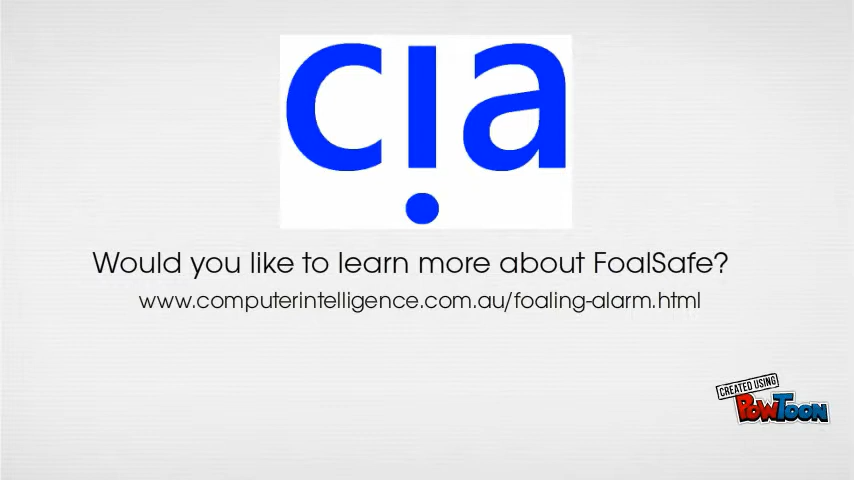 cia
Would you like to learn more about FoalSafe?
www.computerintelligence.com.au/foaling-alarm.html
CREATED USING
POWTOON